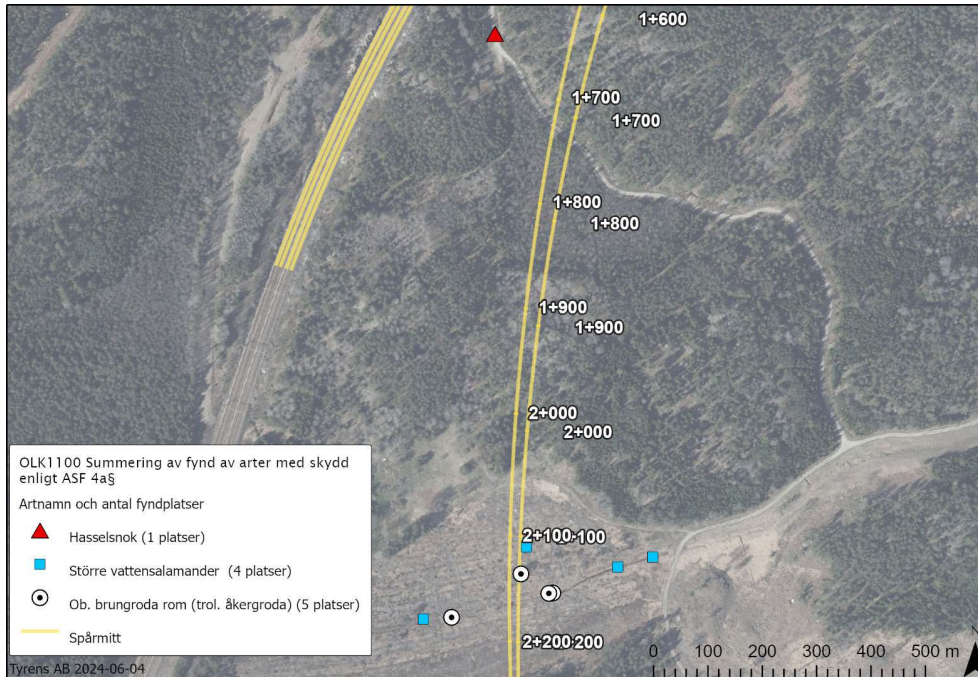 1+600
1+700
1+700
1+800
1+800
1+900
1+900
2+000
2+000
OLK1100 Summering av fynd av arter med skydd
enligt ASF 4a§
Artnamn och antal fyndplatser
Hasselsnok (1 platser)
Större vattensalamander (4 platser)
Ob. brungroda rom (trol. åkergroda) (5 platser)
Spårmitt
2+100
100
2+200
200
Tyrens AB 2024-06-04
0 100 200 300 400 500 m